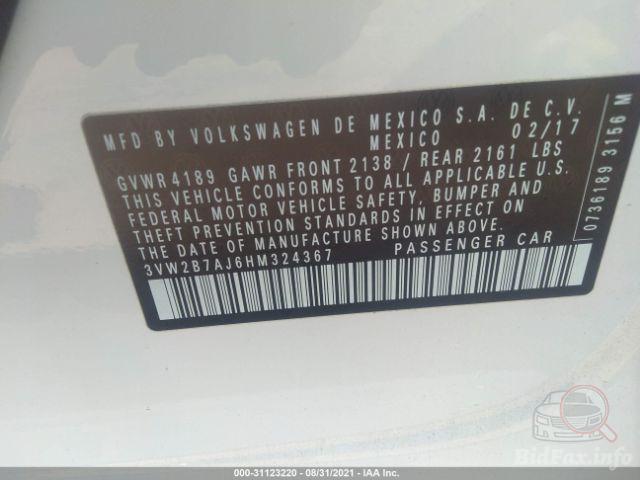 MFD BY VOLKSWAGEN DE MEXICO S.A. DE C.V.
MEXICO 02/17
GVWR 4189 GAWR FRONT 2138 / REAR 2161 LBS
THIS VEHICLE CONFORMS TO ALL APPLICABLE U.S.
FEDERAL MOTOR VEHICLE SAFETY, BUMPER AND
THEFT PREVENTION STANDARDS IN EFFECT ON
THE DATE OF MANUFACTURE SHOWN ABOVE.
3VW2B7AJ6HM324367 PASSENGER CAR
0736189 3156 M
BidFax.info
000-31123220 - 08/31/2021 - IAA Inc.